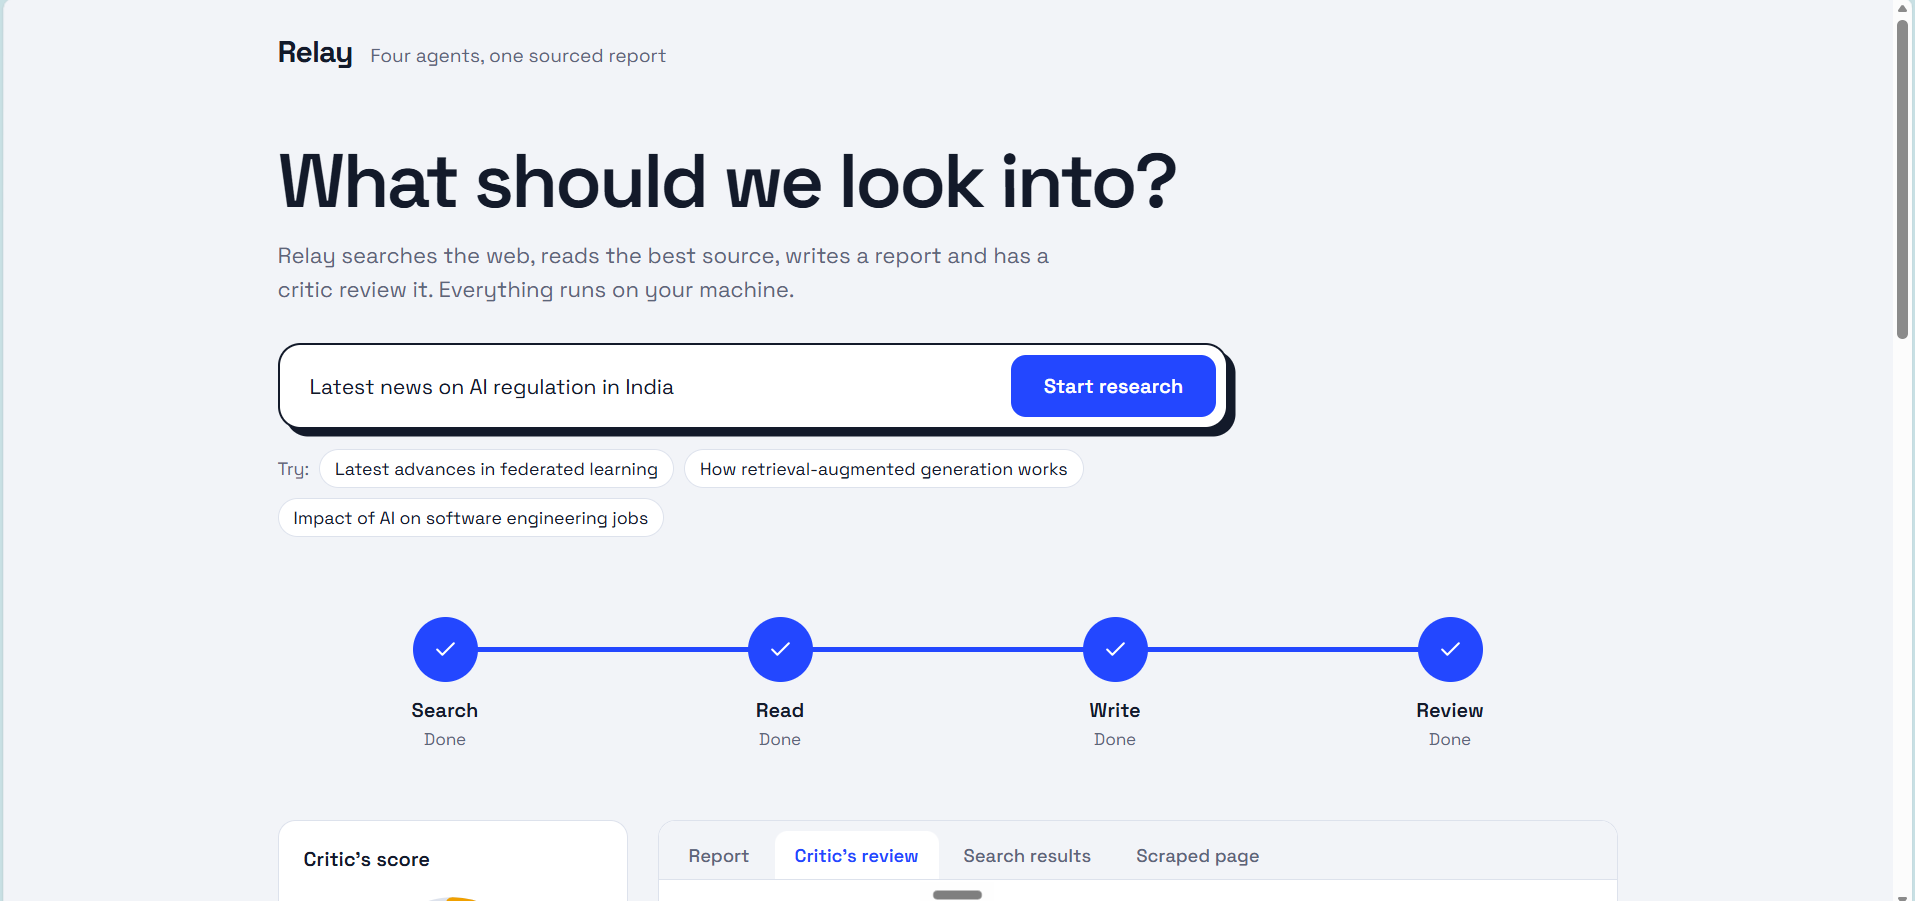 Relay Four agents, one sourced report
What should we look into?
Relay searches the web, reads the best source, writes a report and has a
critic review it. Everything runs on your machine.
Latest news on AI regulation in India Start research
Try: Latest advances in federated learning How retrieval-augmented generation works
Impact of AI on software engineering jobs
Search Read Write Review
Done Done Done Done
Critic’s score
Report Critic’s review Search results Scraped page